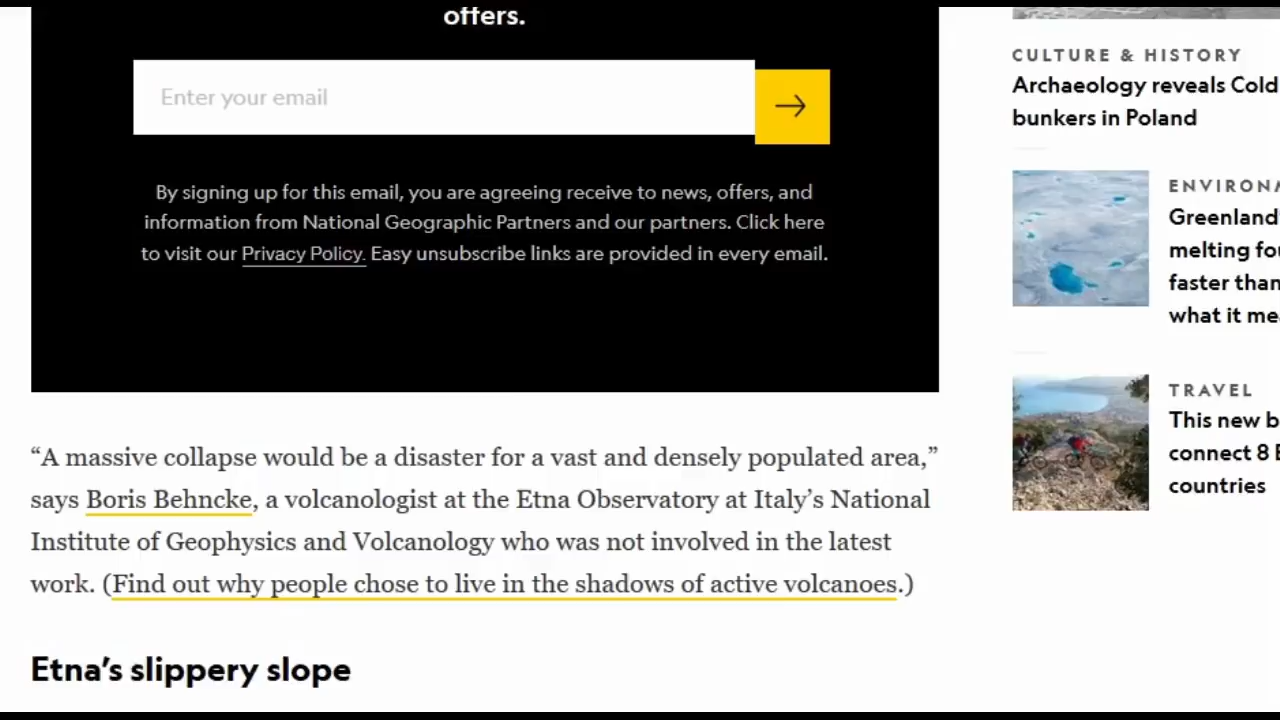 offers.
Enter your email
By signing up for this email, you are agreeing receive to news, offers, and
information from National Geographic Partners and our partners. Click here
to visit our Privacy Policy. Easy unsubscribe links are provided in every email.
“A massive collapse would be a disaster for a vast and densely populated area,”
says Boris Behncke, a volcanologist at the Etna Observatory at Italy’s National
Institute of Geophysics and Volcanology who was not involved in the latest
work. (Find out why people chose to live in the shadows of active volcanoes.)
Etna’s slippery slope
CULTURE & HISTORY
Archaeology reveals Cold
bunkers in Poland
Greenland
melting
faster than
what it
TRAVEL
This new
connect 8
countries